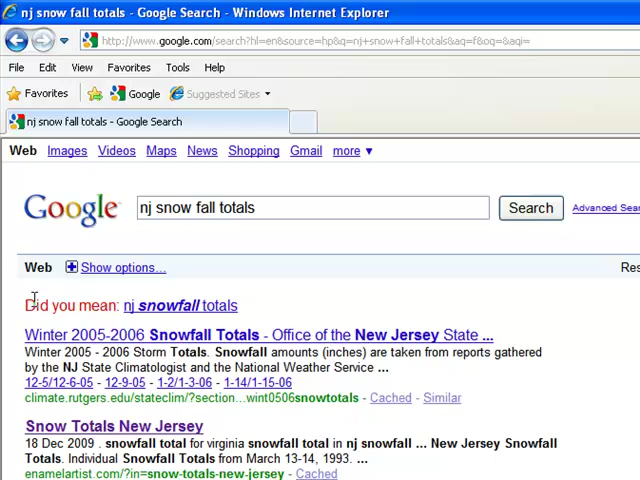 nj snow fall totals - Google Search - Windows Internet Explorer
http://www.google.com/search?hl=en&source=hp&q=nj+snow+fall+totals&aq=f&oq=&aqi=
File Edit View Favorites Tools Help
Favorites Google Suggested Sites
nj snow fall totals - Google Search
Web Images Videos Maps News Shopping Gmail more
Google nj snow fall totals Search Advanced Sear
Web Show options... Res
Did you mean: nj snowfall totals
Winter 2005-2006 Snowfall Totals - Office of the New Jersey State ...
Winter 2005 - 2006 Storm Totals. Snowfall amounts (inches) are taken from reports gathered
by the NJ State Climatologist and the National Weather Service ...
12-5/12-6-05 - 12-9-05 - 1-2/1-3-06 - 1-14/1-15-06
climate.rutgers.edu/stateclim/?section...wint0506snowtotals - Cached - Similar
Snow Totals New Jersey
18 Dec 2009 . snowfall total for virginia snowfall total in nj snowfall ... New Jersey Snowfall
Totals. Individual Snowfall Totals from March 13-14, 1993. ...
enamelartist.com/?in=snow-totals-new-jersey - Cached